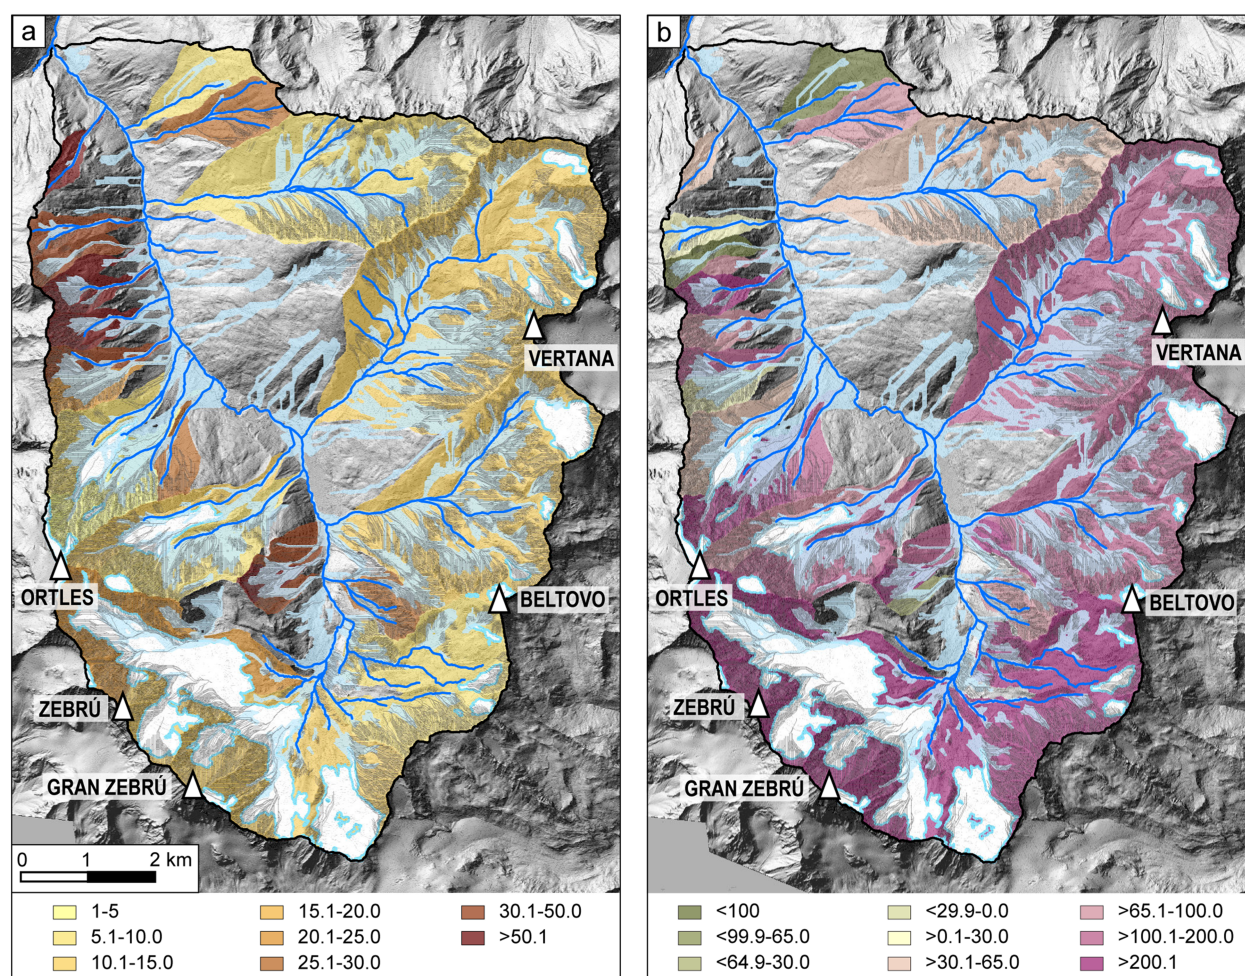 a
VERTANA
ORTLES
BELTOVO
ZEBRÚ
GRAN ZEBRÚ
0 1 2 km
1-5
5.1-10.0
10.1-15.0
15.1-20.0
20.1-25.0
25.1-30.0
30.1-50.0
>50.1
b
VERTANA
ORTLES
BELTOVO
ZEBRÚ
GRAN ZEBRÚ
<100
<99.9-65.0
<64.9-30.0
<29.9-0.0
>0.1-30.0
>30.1-65.0
>65.1-100.0
>100.1-200.0
>200.1